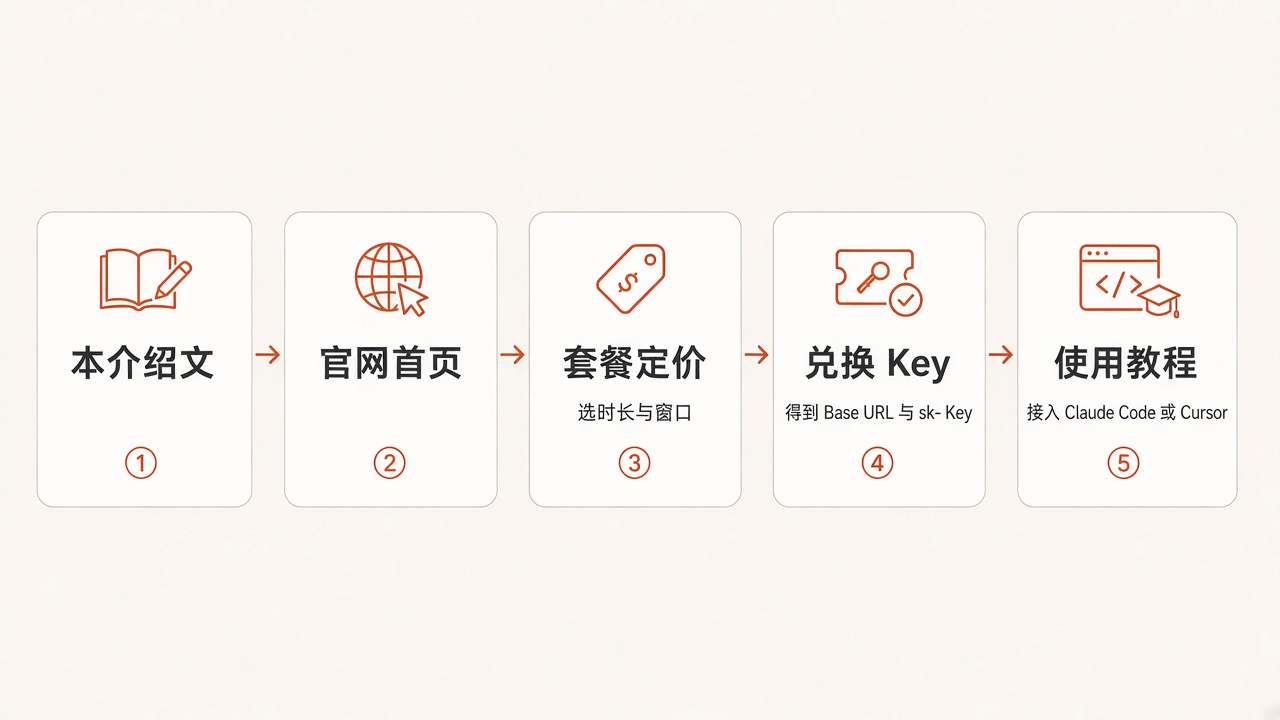 本介绍文
①
官网首页
②
$
套餐定价
选时长与窗口
③
兑换 Key
得到 Base URL 与 sk- Key
④
</>
使用教程
接入 Claude Code 或 Cursor
⑤